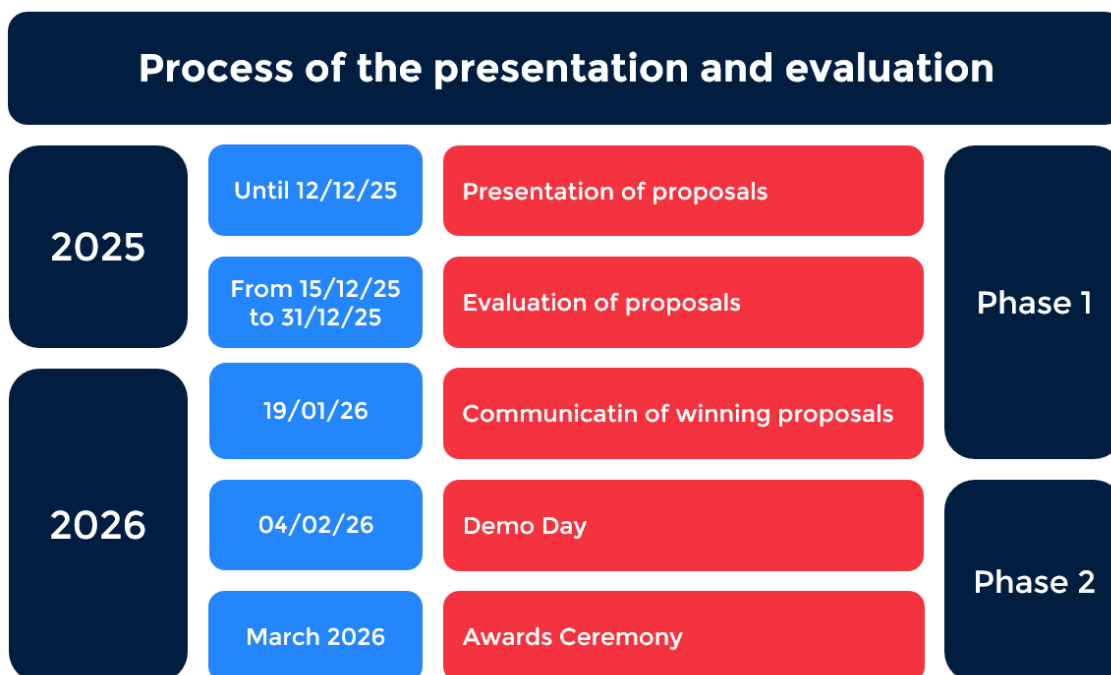 Process of the presentation and evaluation
2025
Until 12/12/25
Presentation of proposals
From 15/12/25
to 31/12/25
Evaluation of proposals
Phase 1
2026
19/01/26
Communicatin of winning proposals
04/02/26
Demo Day
Phase 2
March 2026
Awards Ceremony